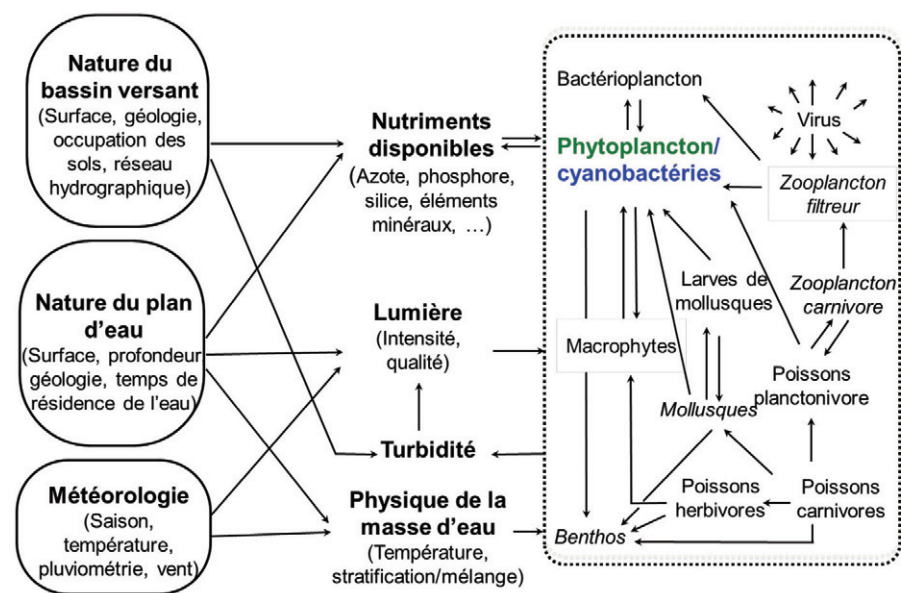 Nature du
bassin versant
(Surface, géologie,
occupation des
sols, réseau
hydrographique)
Nature du plan
d'eau
(Surface, profondeur
géologie, temps de
résidence de l'eau)
Météorologie
(Saison,
température,
pluviométrie, vent)
Nutriments
disponibles
(Azote, phosphore,
silice, éléments
minéraux, ...)
Lumière
(Intensité,
qualité)
Turbidité
Physique de la
masse d'eau
(Température,
stratification/mélange)
Bactérioplancton
Virus
Phytoplancton/
cyanobactéries
Zooplancton
filtreur
Larves de
mollusques
Zooplancton
carnivore
Macrophytes
Poissons
planctonivore
Mollusques
Poissons
herbivores
Poissons
carnivores
Benthos